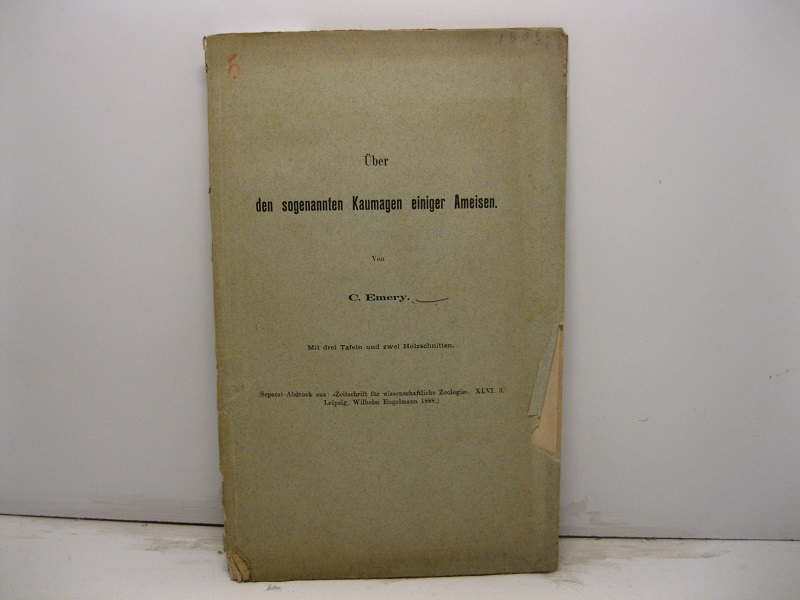 Über
den sogenannten Kaumagen einiger Ameisen.
Von
C. Emery.
Mit drei Tafeln und zwei Holzschnitten.
(Separat-Abdruck aus »Zeitschrift für wissenschaftliche Zoologie«. XLVI. 3.
Leipzig, Wilhelm Engelmann 1888.)